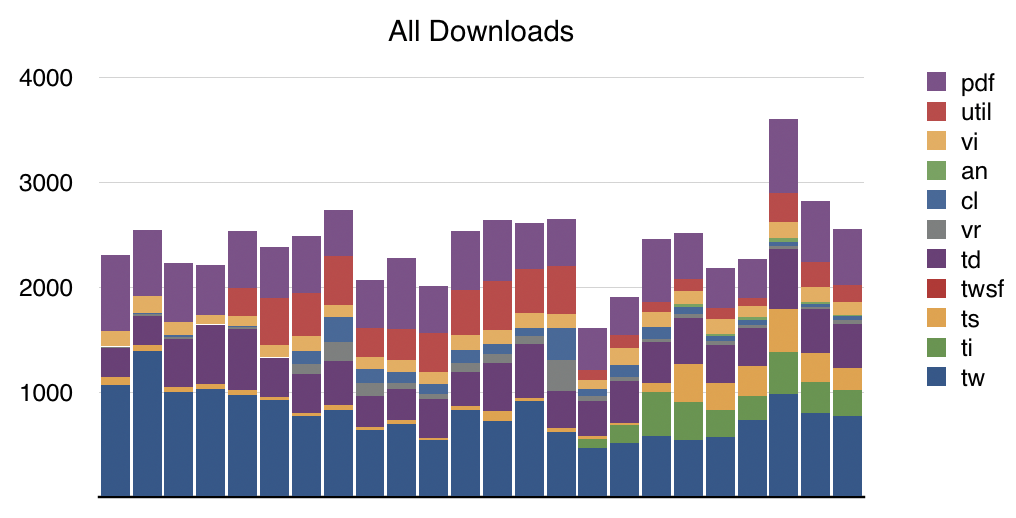 All Downloads
4000
3000
2000
1000
pdf
util
vi
an
cl
vr
td
twsf
ts
ti
tw